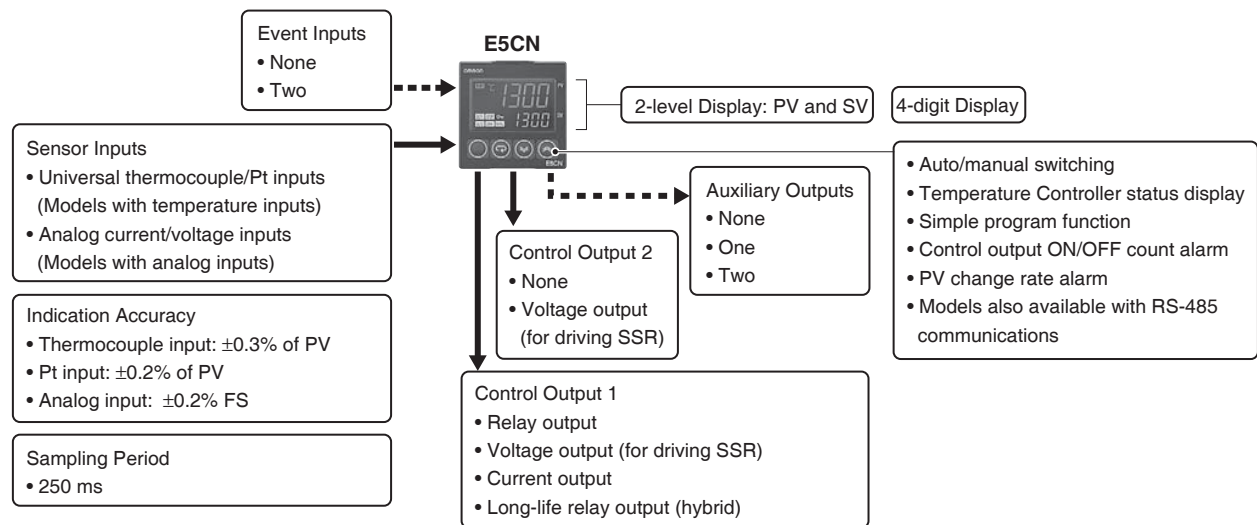 Event Inputs
• None
• Two
E5CN
OMRON
°C
1300
PV
1300
SV
E5CN
2-level Display: PV and SV
4-digit Display
Sensor Inputs
• Universal thermocouple/Pt inputs
(Models with temperature inputs)
• Analog current/voltage inputs
(Models with analog inputs)
Indication Accuracy
• Thermocouple input: ±0.3% of PV
• Pt input: ±0.2% of PV
• Analog input: ±0.2% FS
Sampling Period
• 250 ms
Control Output 2
• None
• Voltage output
(for driving SSR)
Auxiliary Outputs
• None
• One
• Two
• Auto/manual switching
• Temperature Controller status display
• Simple program function
• Control output ON/OFF count alarm
• PV change rate alarm
• Models also available with RS-485
communications
Control Output 1
• Relay output
• Voltage output (for driving SSR)
• Current output
• Long-life relay output (hybrid)